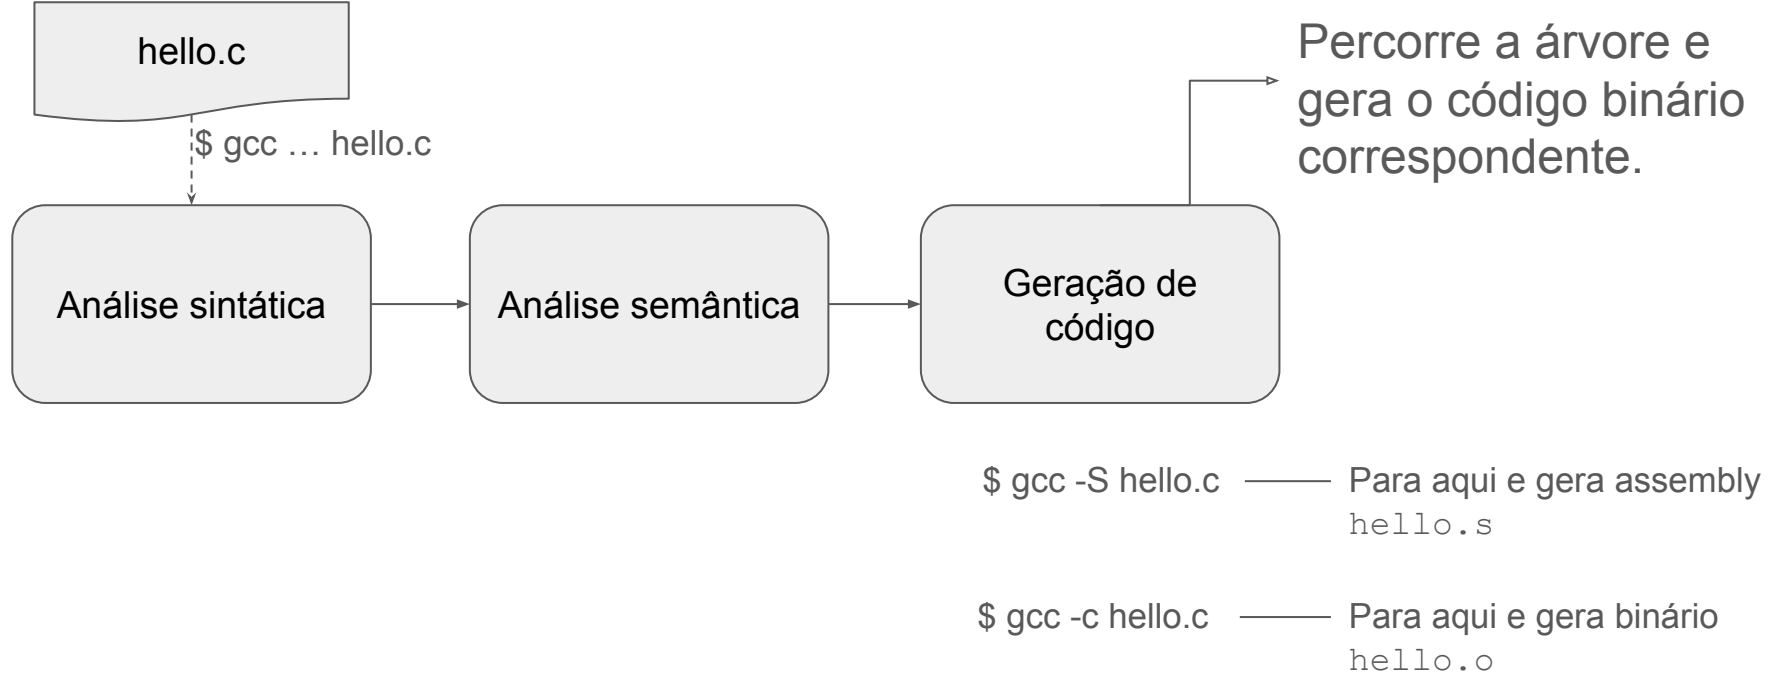 hello.c
$ gcc … hello.c
Percorre a árvore e
gera o código binário
correspondente.
Análise sintática
Análise semântica
Geração de
código
$ gcc -S hello.c
Para aqui e gera assembly
hello.s
$ gcc -c hello.c
Para aqui e gera binário
hello.o